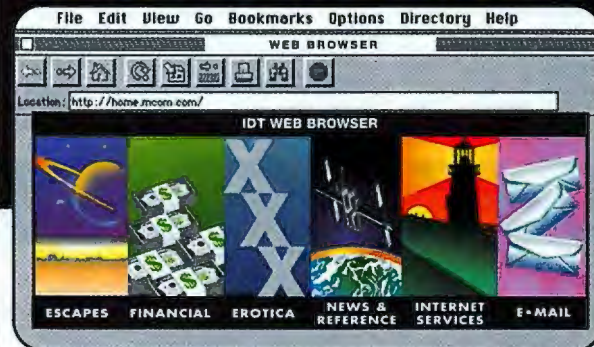 File Edit View Go Bookmarks Options Directory Help
WEB BROWSER
Location: http://home.mcom.com/
IDT WEB BROWSER
X
X
X
ESCAPES FINANCIAL EROTICA NEWS & REFERENCE INTERNET SERVICES E•MAIL